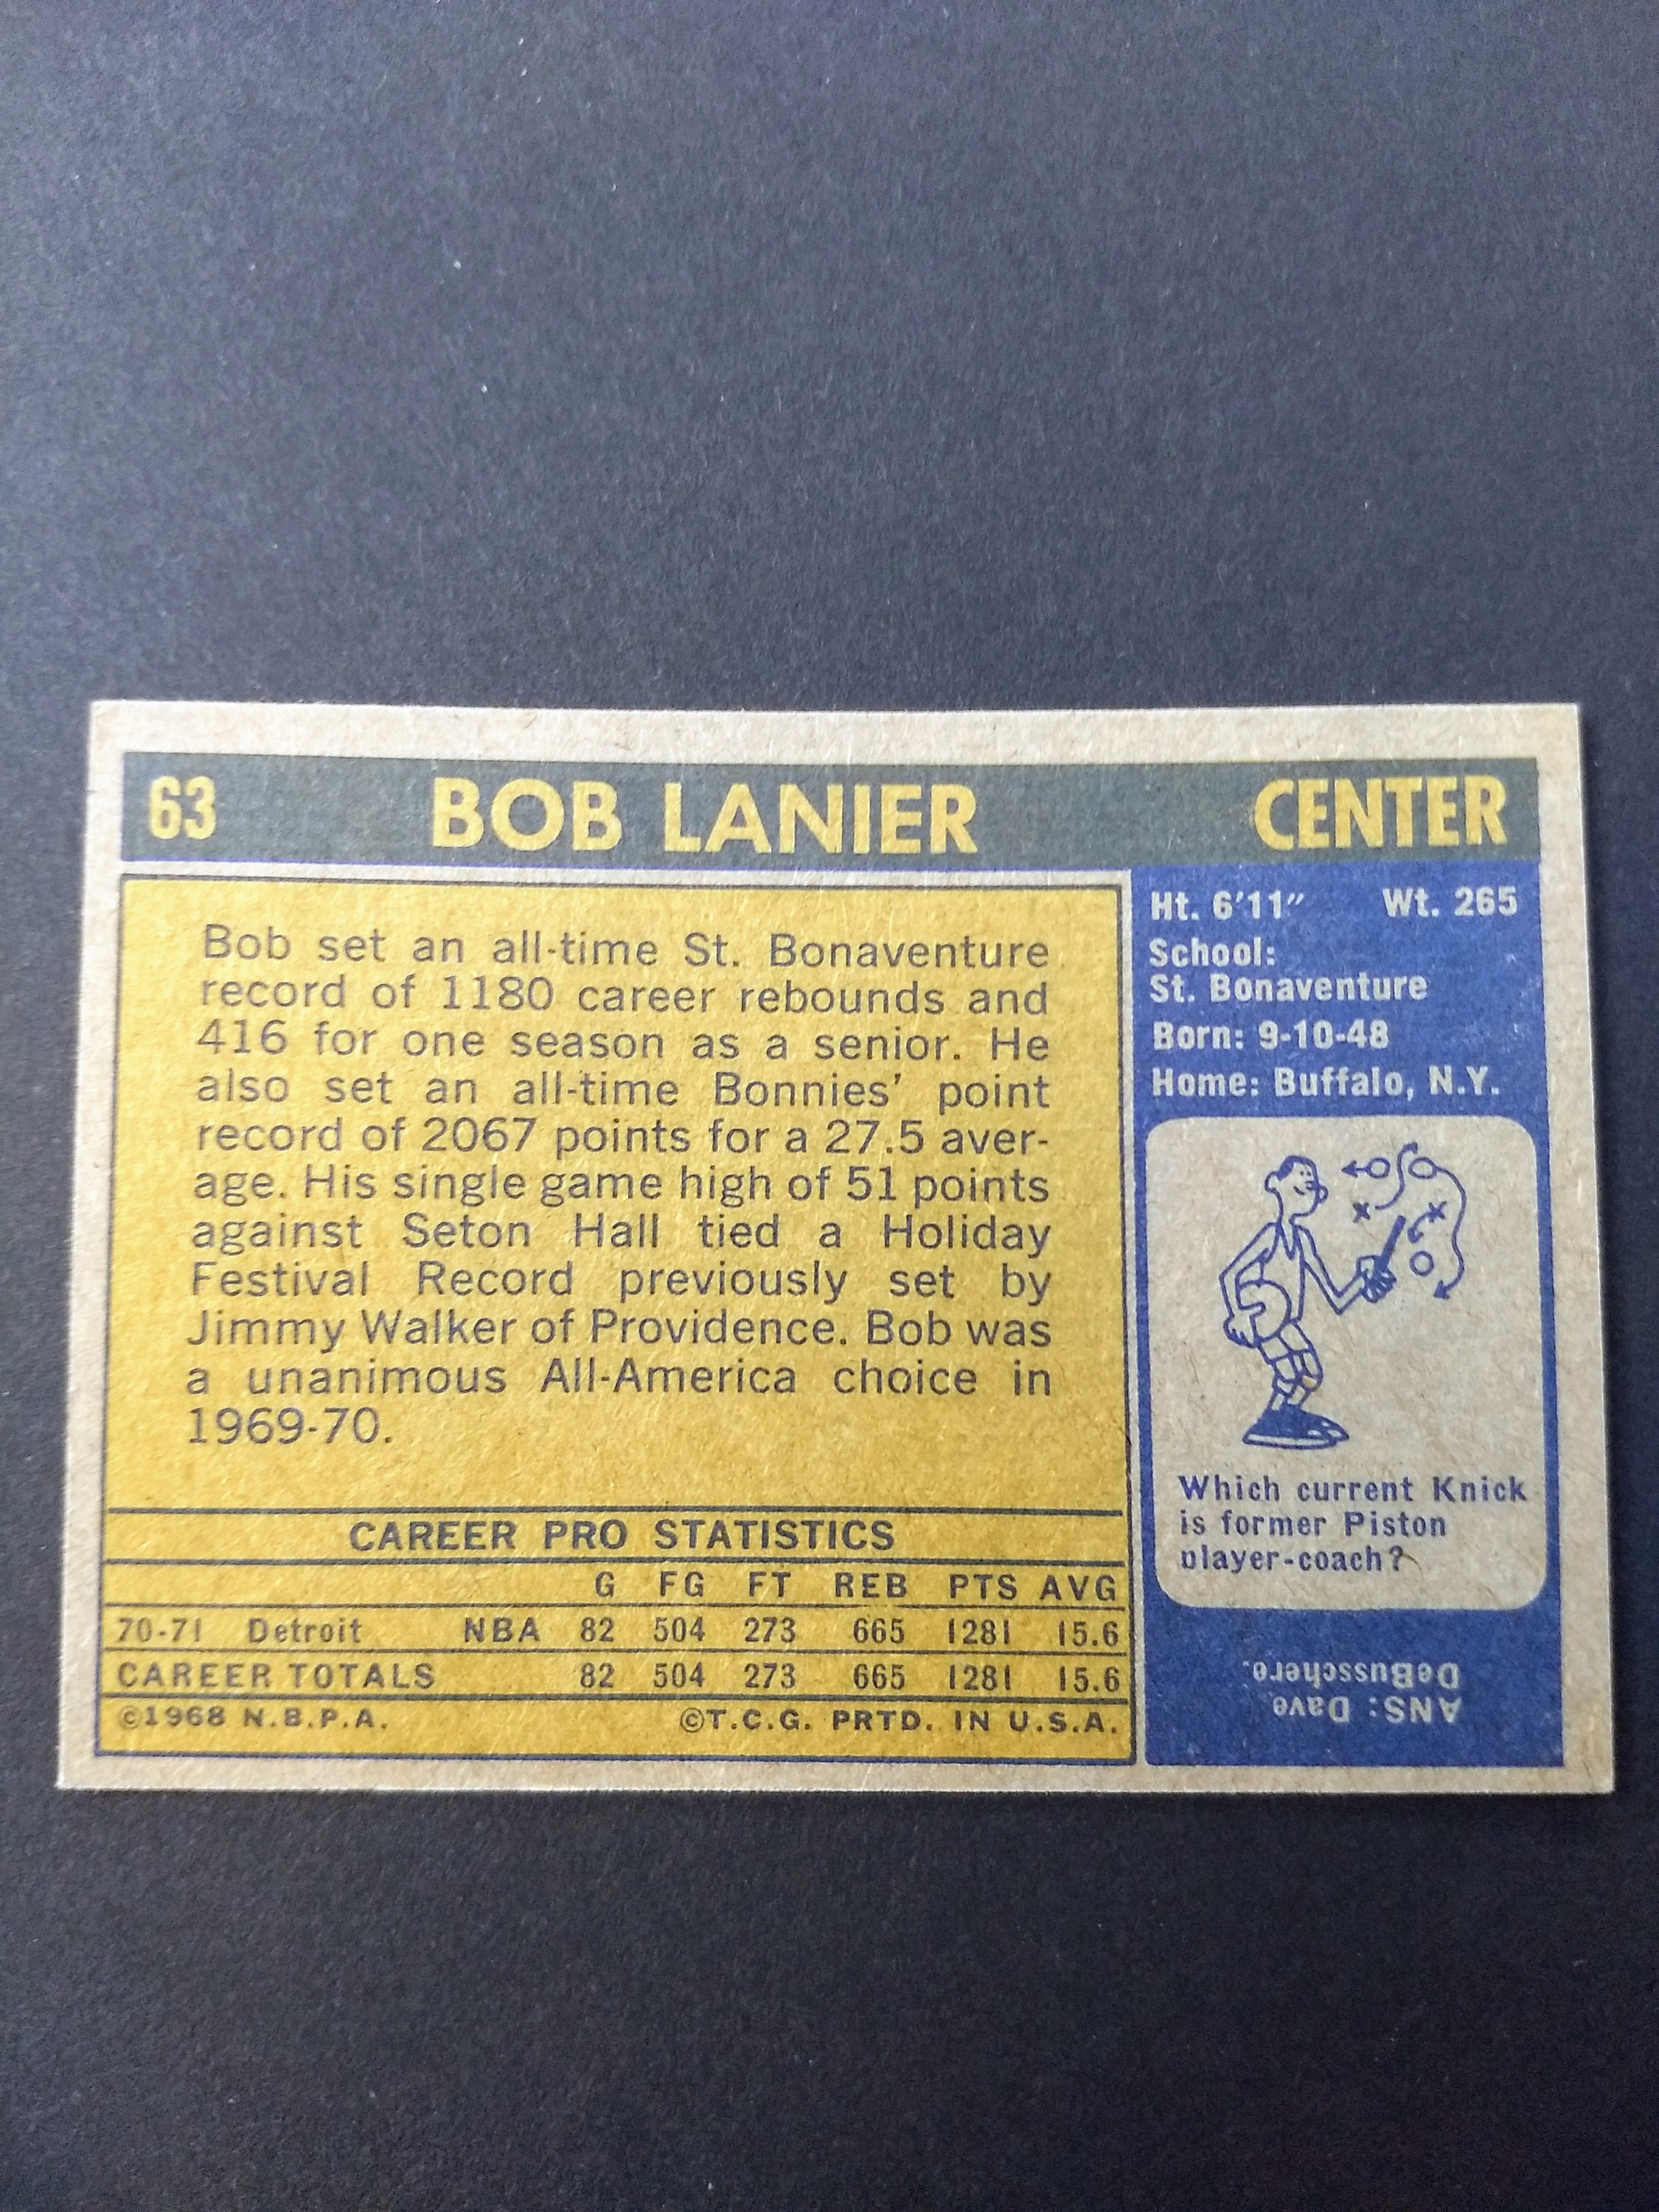 63 BOB LANIER CENTER
Bob set an all-time St. Bonaventure
record of 1180 career rebounds and
416 for one season as a senior. He
also set an all-time Bonnies' point
record of 2067 points for a 27.5 aver-
age. His single game high of 51 points
against Seton Hall tied a Holiday
Festival Record previously set by
Jimmy Walker of Providence. Bob was
a unanimous All-America choice in
1969-70.
CAREER PRO STATISTICS
G FG FT REB PTS AVG
70-71 Detroit NBA 82 504 273 665 1281 15.6
CAREER TOTALS 82 504 273 665 1281 15.6
©1968 N.B.P.A. ©T.C.G. PRTD. IN U.S.A.
Ht. 6'11" Wt. 265
School:
St. Bonaventure
Born: 9-10-48
Home: Buffalo, N.Y.
Which current Knick
is former Piston
player-coach?
ANS: Dave
DeBusschere.